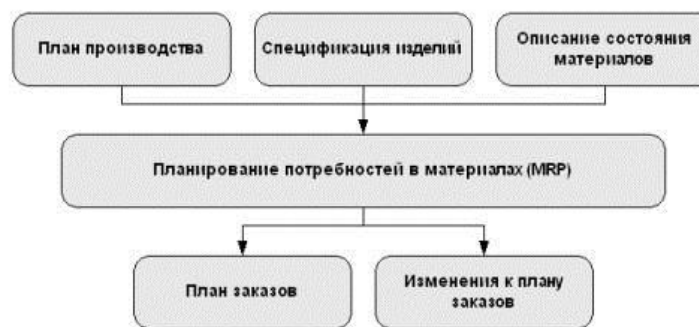 План производства
Спецификация изделий
Описание состояния
материалов
Планирование потребностей в материалах (MRP)
План заказов
Изменения к плану
заказов